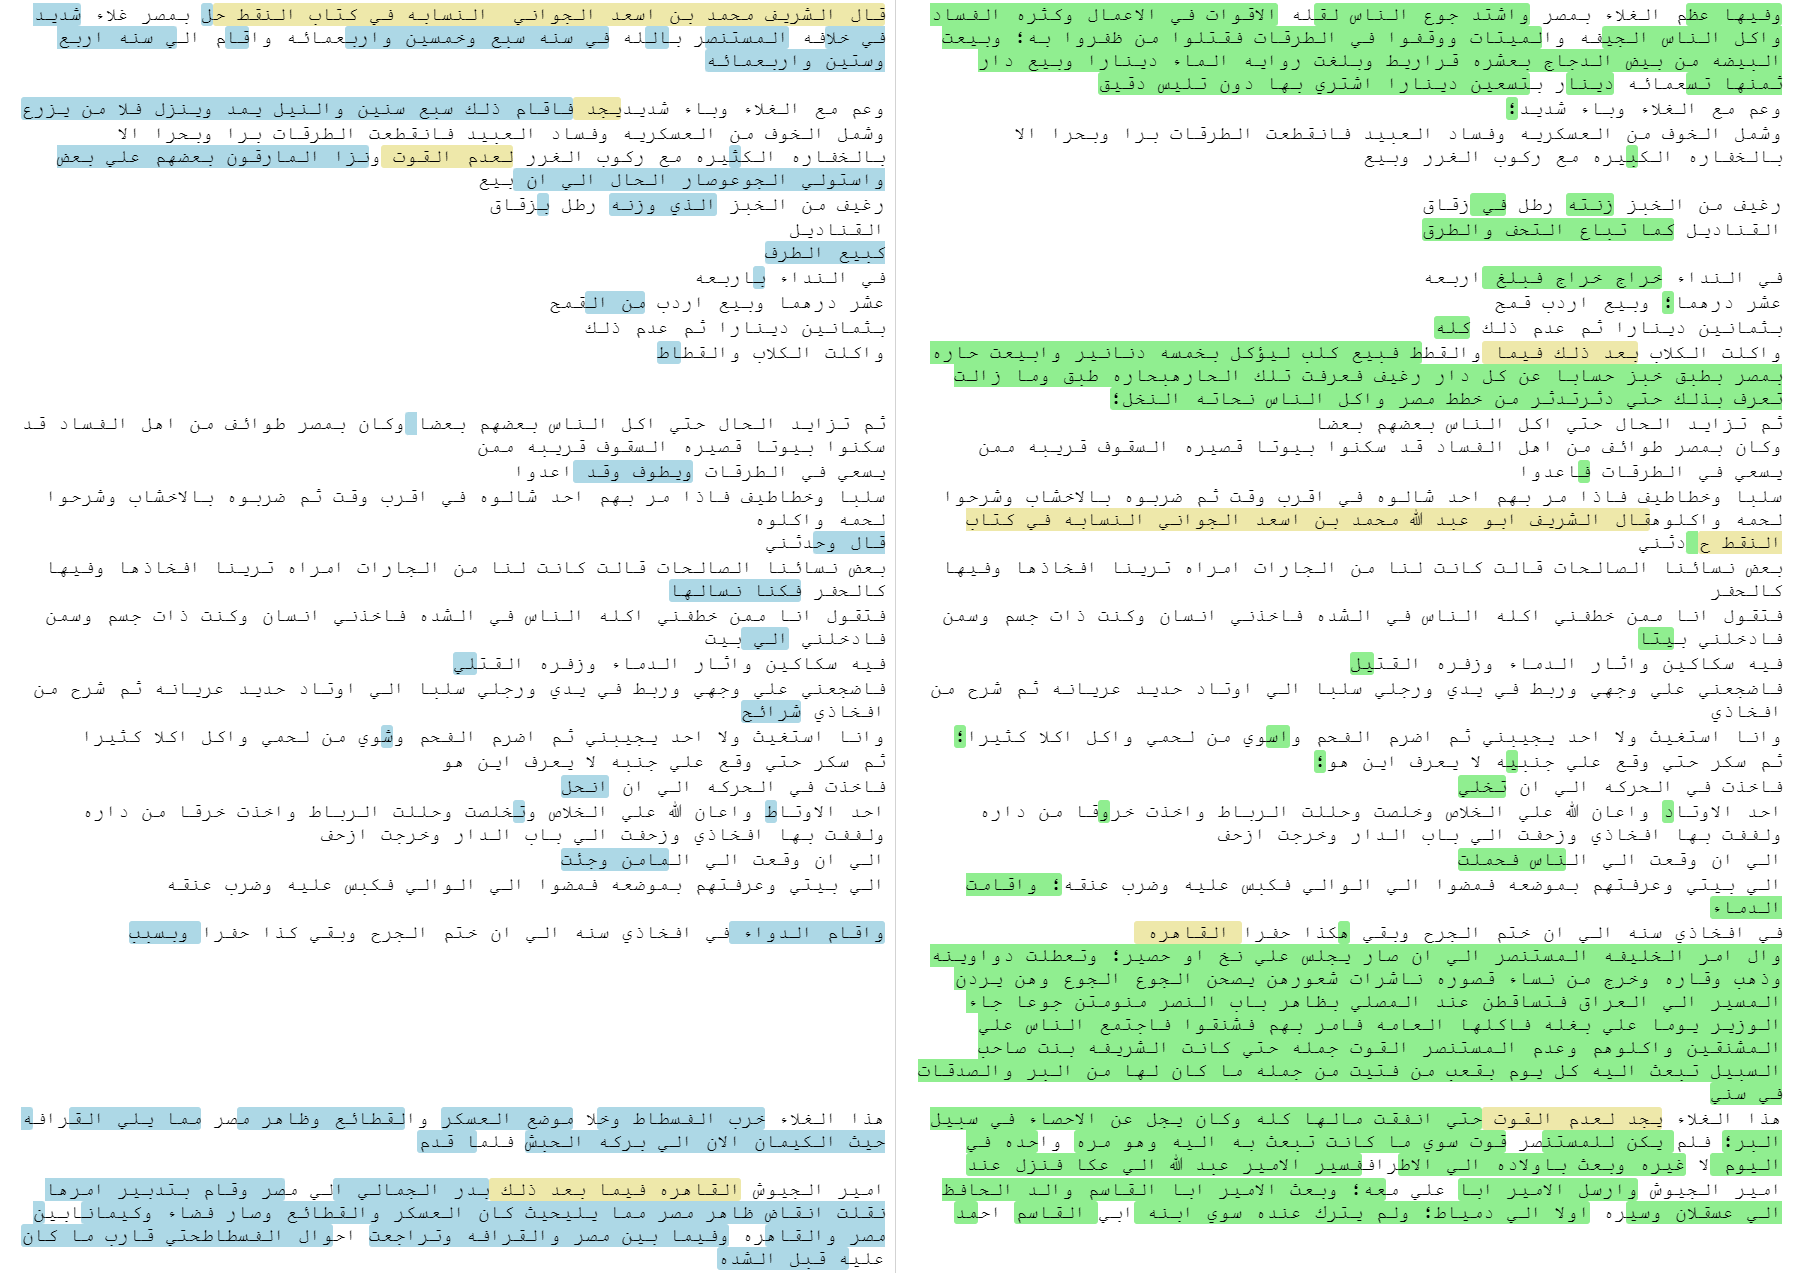 قال الشريف محمد بن اسعد الجواني النسابه في كتاب النقط حل بمصر غلاء شديد
في خلافه المستنصر بالله في سنه سبع وخمسين واربعمائه واقام الي سنه اربع
وستين واربعمائه
وعم مع الغلاء وباء شديديجد فاقام ذلك سبع سنين والنيل يمد وينزل فلا من يزرع
وشمل الخوف من العسكريه وفساد العبيد فانقطعت الطرقات برا وبحرا الا
بالخفاره الكثيره مع ركوب الغرر لعدم القوت ونزا المارقون بعضهم علي بعض
واستولي الجوعوصار الحال الي ان بيع
رغيف من الخبز الذي وزنه رطل بزقاق
القناديل
كبيع الطرف
في النداء باربعه
عشر درهما وبيع اردب من القمح
بثمانين دينارا ثم عدم ذلك
واكلت الكلاب والقطاط
ثم تزايد الحال حتي اكل الناس بعضهم بعضا وكان بمصر طوائف من اهل الفساد قد
سكنوا بيوتا قصيره السقوف قريبه ممن
يسعي في الطرقات ويطوف وقد اعدوا
سلبا وخطاطيف فاذا مر بهم احد شالوه في اقرب وقت ثم ضربوه بالاخشاب وشرحوا
لحمه واكلوه
قال وحدثني
بعض نسائنا الصالحات قالت كانت لنا من الجارات امراه ترينا افخاذها وفيها
كالحفر فكنا نسالها
فتقول انا ممن خطفني اكله الناس في الشده فاخذني انسان وكنت ذات جسم وسمن
فادخلني الي بيت
فيه سكاكين واثار الدماء وزفره القتلي
فاضجعني علي وجهي وربط في يدي ورجلي سلبا الي اوتاد حديد عريانه ثم شرح من
افخاذي شرائح
وانا استغيث ولا احد يجيبني ثم اضرم الفحم وشوي من لحمي واكل اكلا كثيرا
ثم سكر حتي وقع علي جنبه لا يعرف اين هو
فاخذت في الحركه الي ان انحل
احد الاوتاط واعان الله علي الخلاص وتخلصت وحللت الرباط واخذت خرقا من داره
ولففت بها افخاذي وزحفت الي باب الدار وخرجت ازحف
الي ان وقعت الي المامن وجئت
الي بيتي وعرفتهم بموضعه فمضوا الي الوالي فكبس عليه وضرب عنقه
واقام الدواء في افخاذي سنه الي ان ختم الجرح وبقي كذا حفرا وبسبب
هذا الغلاء خرب الفسطاط وخلا موضع العسكر والقطائع وظاهر مصر مما يلي القرافه
حيث الكيمان الان الي بركه الحبش فلما قدم
امير الجيوش القاهره فيما بعد ذلك بدر الجمالي الي مصر وقام بتدبير امرها
نقلت انقاض ظاهر مصر مما يليحيث كان العسكر والقطائع وصار فضاء وكيمانابين
مصر والقاهره وفيما بين مصر والقرافه وتراجعت احوال الفسطاطحتي قارب ما كان
عليه قبل الشده
وفيها عظم الغلاء بمصر واشتد جوع الناس لقله الاقوات في الاعمال وكثره الفساد
واكل الناس الجيفه والميتات ووقفوا في الطرقات فقتلوا من ظفروا به؛ وبيعت
البيضه من بيض الدجاج بعشره قراريط وبلغت روايه الماء دينارا وبيع دار
ثمنها تسعمائه دينار بتسعين دينارا اشتري بها دون تليس دقيق
وعم مع الغلاء وباء شديد؛
وشمل الخوف من العسكريه وفساد العبيد فانقطعت الطرقات برا وبحرا الا
بالخفاره الكبيره مع ركوب الغرر وبيع
رغيف من الخبز زنته رطل في زقاق
القناديل كما تباع التحف والطرق
في النداء خراج خراج فبلغ اربعه
عشر درهما؛ وبيع اردب قمح
بثمانين دينارا ثم عدم ذلك كله
واكلت الكلاب بعد ذلك فيما والقطط فبيع كلب ليؤكل بخمسه دنانير وابيعت حاره
بمصر بطبق خبز حسابا عن كل دار رغيف فعرفت تلك الحارهبحاره طبق وما زالت
تعرف بذلك حتي دثرتدثر من خطط مصر واكل الناس نحاته النخل؛
ثم تزايد الحال حتي اكل الناس بعضهم بعضا
وكان بمصر طوائف من اهل الفساد قد سكنوا بيوتا قصيره السقوف قريبه ممن
يسعي في الطرقات فاعدوا
سلبا وخطاطيف فاذا مر بهم احد شالوه في اقرب وقت ثم ضربوه بالاخشاب وشرحوا
لحمه واكلوهقال الشريف ابو عبد الله محمد بن اسعد الجواني النسابه في كتاب
النقط ح دثني
بعض نسائنا الصالحات قالت كانت لنا من الجارات امراه ترينا افخاذها وفيها
كالحفر
فتقول انا ممن خطفني اكله الناس في الشده فاخذني انسان وكنت ذات جسم وسمن
فادخلني بيتا
فيه سكاكين واثار الدماء وزفره القتيل
فاضجعني علي وجهي وربط في يدي ورجلي سلبا الي اوتاد حديد عريانه ثم شرح من
افخاذي
وانا استغيث ولا احد يجيبني ثم اضرم الفحم واسوي من لحمي واكل اكلا كثيرا؛
ثم سكر حتي وقع علي جنبيه لا يعرف اين هو؛
فاخذت في الحركه الي ان تخلي
احد الاوتاد واعان الله علي الخلاص وخلصت وحللت الرباط واخذت خروقا من داره
ولففت بها افخاذي وزحفت الي باب الدار وخرجت ازحف
الي ان وقعت الي الناس فحملت
الي بيتي وعرفتهم بموضعه فمضوا الي الوالي فكبس عليه وضرب عنقه؛ واقامت
الدماء
في افخاذي سنه الي ان ختم الجرح وبقي هكذا حفرا القاهره
وال امر الخليفه المستنصر الي ان صار يجلس علي نخ او حصير؛ وتعطلت دواوينه
وذهب وقاره وخرج من نساء قصوره ناشرات شعورهن يصحن الجوع الجوع وهن يردن
المسير الي العراق فتساقطن عند المصلي بظاهر باب النصر منومتن جوعا جاء
الوزير يوما علي بغله فاكلها العامه فامر بهم فشنقوا فاجتمع الناس علي
المشنقين واكلوهم وعدم المستنصر القوت جمله حتي كانت الشريفه بنت صاحب
السبيل تبعث اليه كل يوم بقعب من فتيت من جمله ما كان لها من البر والصدقات
في سني
هذا الغلاء يجد لعدم القوت حتي انفقت مالها كله وكان يجل عن الاحصاء في سبيل
البر؛ فلم يكن للمستنصر قوت سوي ما كانت تبعث به اليه وهو مره واحده في
اليوم لا غيره وبعث باولاده الي الاطراففسير الامير عبد الله الي عكا فنزل عند
امير الجيوش وارسل الامير ابا علي معه؛ وبعث الامير ابا القاسم والد الحافظ
الي عسقلان وسيره اولا الي دمياط؛ ولم يترك عنده سوي ابنه ابي القاسم احمد